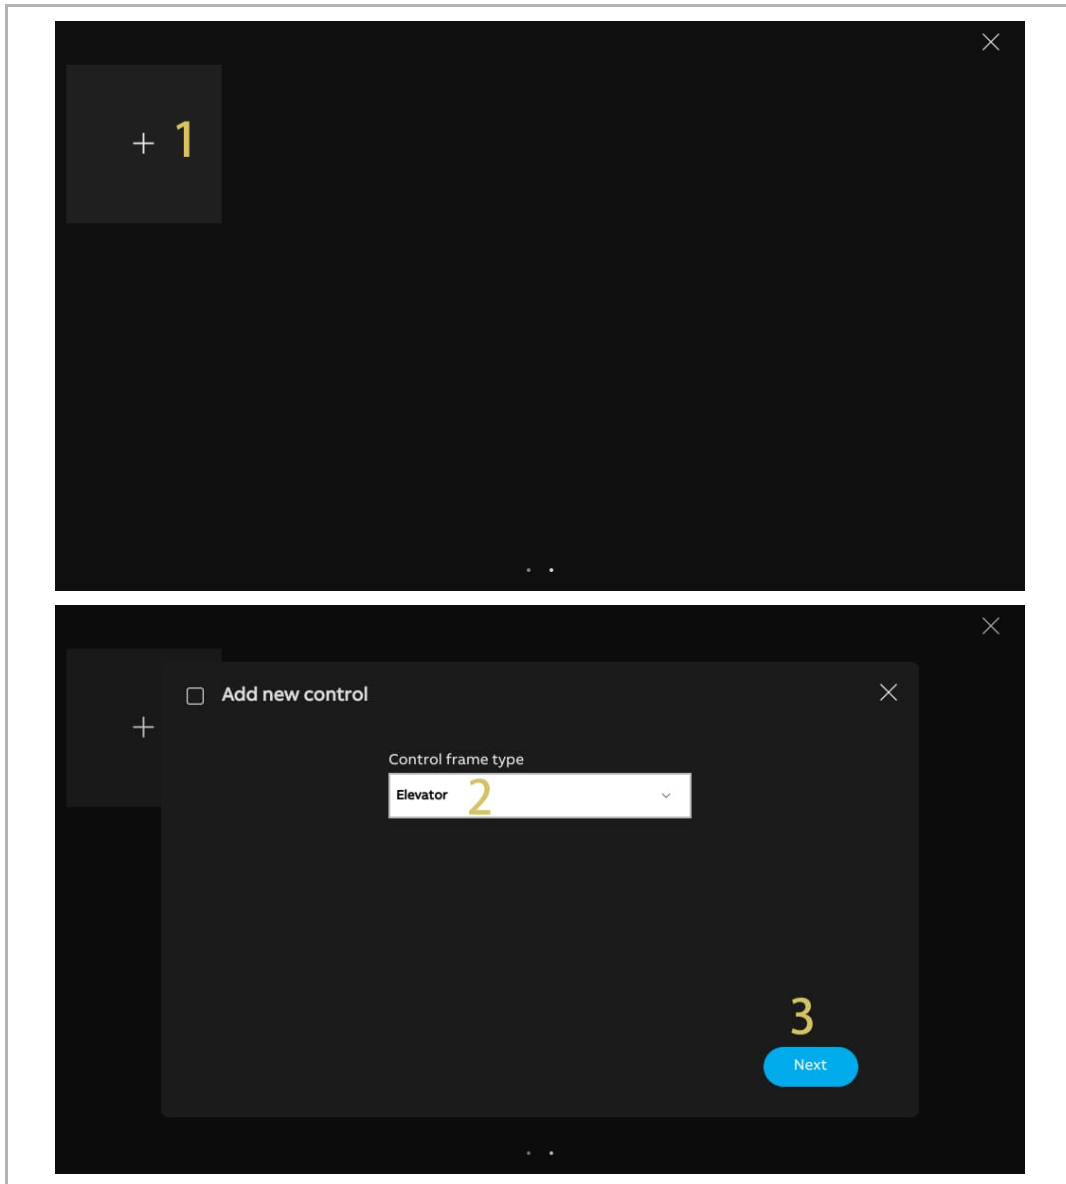 1
Add new control
Control frame type
Elevator 2
3
Next